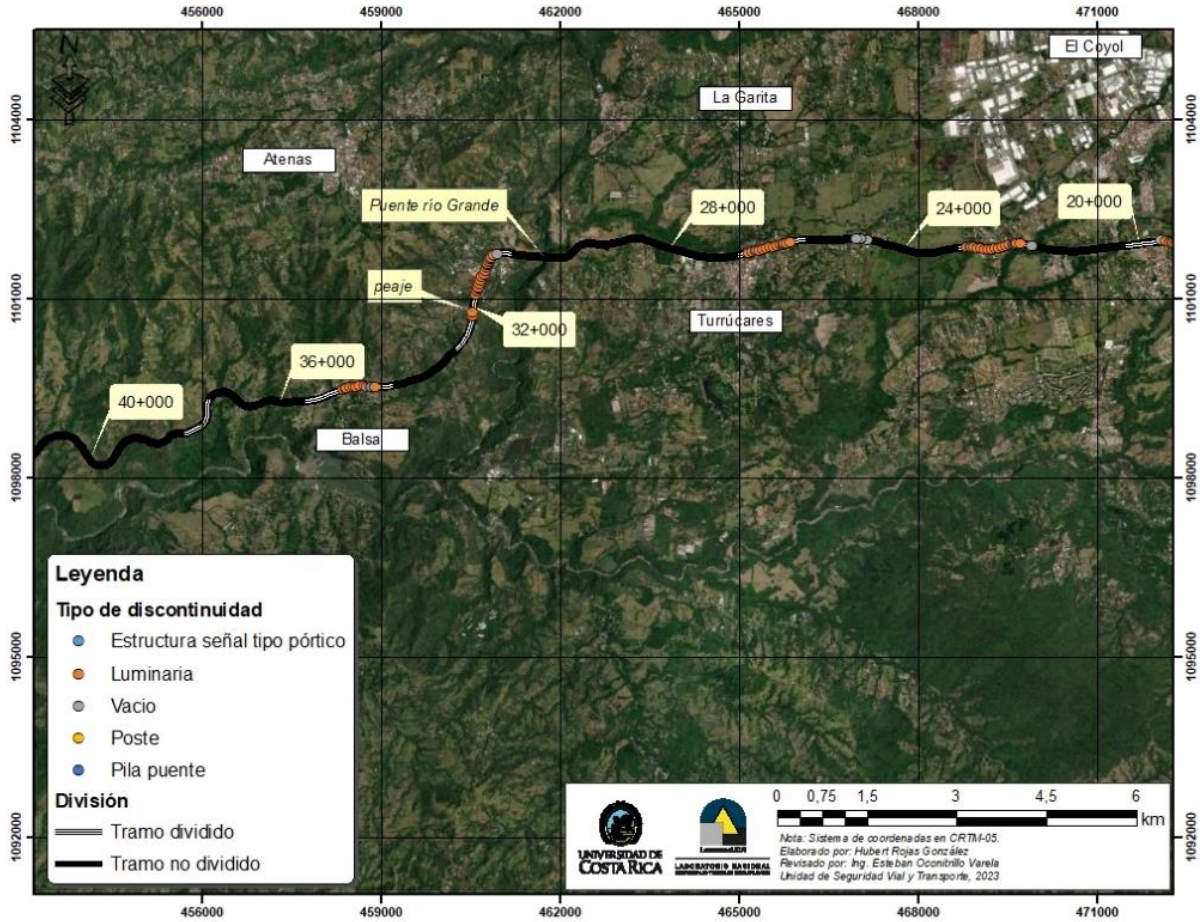 456000 459000 462000 465000 468000 471000
N
El Coyol
La Garita
1104000 1104000
Atenas
Puente río Grande
28+000
24+000
20+000
peaje
1101000 1101000
Turrúcares
32+000
36+000
40+000
Balsa
1098000 1098000
Leyenda
Tipo de discontinuidad
Estructura señal tipo pórtico
Luminaria
Vacio
Poste
Pila puente
División
Tramo dividido
Tramo no dividido
1095000 1095000
0 0,75 1,5 3 4,5 6
km
UNIVERSIDAD DE
COSTA RICA
LABORATORIO NACIONAL
Nota: Sistema de coordenadas en CRTM-05.
Elaborado por: Hubert Rojas González
Revisado por: Ing. Esteban Oconitrillo Varela
Unidad de Seguridad Vial y Transporte, 2023
1092000 1092000
456000 459000 462000 465000 468000 471000